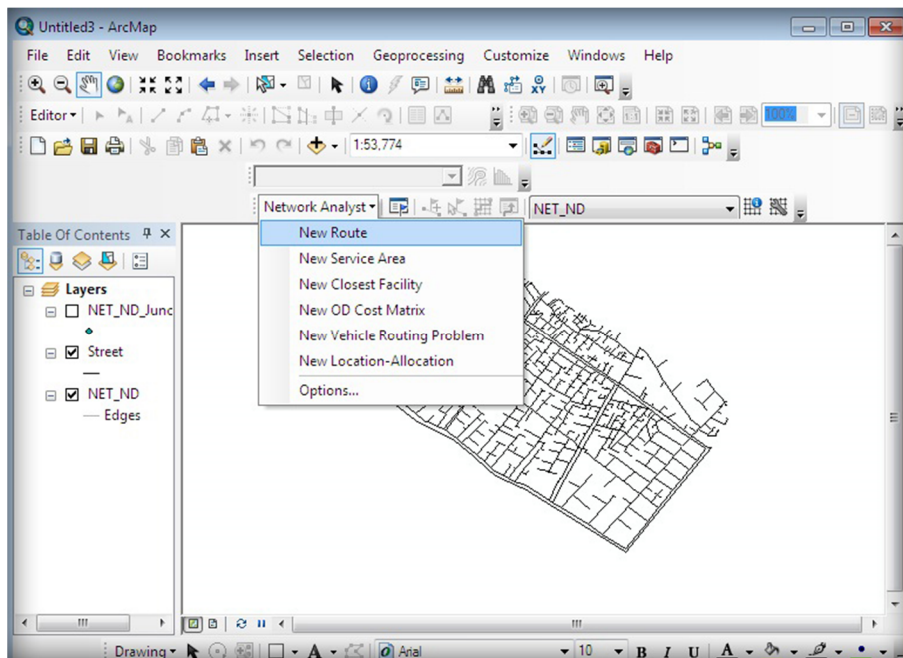 Untitled3 - ArcMap
File Edit View Bookmarks Insert Selection Geoprocessing Customize Windows Help
Editor
100%
1:53,774
Network Analyst NET_ND
New Route
New Service Area
New Closest Facility
New OD Cost Matrix
New Vehicle Routing Problem
New Location-Allocation
Options...
Table Of Contents
Layers
NET_ND_Junc
Street
NET_ND
Edges
Drawing A Arial 10 B I U A